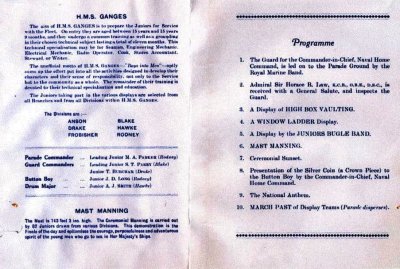 H.M.S. GANGES
The aim of H.M.S. GANGES is to prepare the Juniors for Service
with the Fleet. On entry they are aged between 15 years and 16 years
9 months, and they undergo a common training as well as a grounding
in their chosen technical subject lasting a total of twelve months. This
technical specialisation may be for Seaman, Engineering Mechanic,
Electrical Mechanic, Radio Operator, Cook, Stores Accountant,
Steward, or Writer.
The unofficial motto of H.M.S. GANGES—"Boys into Men"—aptly
sums up the effort put into all the activities designed to develop their
characters and their sense of responsibility, not only to the Service
but to the community as a whole. The remainder of their training is
devoted to their technical specialisation and education.
The Juniors taking part in the various displays are selected from
all Branches and from all Divisions within H.M.S. GANGES.
The Divisions are:
ANSON BLAKE
DRAKE HAWKE
FROBISHER RODNEY
Parade Commander ... Leading Junior M. A. PARKER (Rodney)
Guard Commanders ... Leading Junior S. T. PARRY (Blake)
Junior T. BURCHAN (Drake)
Button Boy ... Junior J. D. LONG (Rodney)
Drum Major ... Junior A. J. SMITH (Hawke)
MAST MANNING
The Mast is 143 feet 3 ins. high. The Ceremonial Manning is carried out
by 82 Juniors drawn from various Divisions. This demonstration is the
finale of the day and epitomises the courage, perseverance and adventurous
spirit of the young men who go to sea in Her Majesty's Ships.
Programme
1. The Guard for the Commander-in-Chief, Naval Home
Command, is led on to the Parade Ground by the
Royal Marine Band.
2. Admiral Sir Horace R. LAW, K.C.B., O.B.E., D.S.C., is
received with a General Salute, and inspects the
Guard.
3. A Display of HIGH BOX VAULTING.
4. A WINDOW LADDER Display.
5. A Display by the JUNIORS BUGLE BAND.
6. MAST MANNING.
7. Ceremonial Sunset.
8. Presentation of the Silver Coin (a Crown Piece) to
the Button Boy by the Commander-in-Chief, Naval
Home Command.
9. The National Anthem.
10. MARCH PAST of Display Teams (Parade disperses).